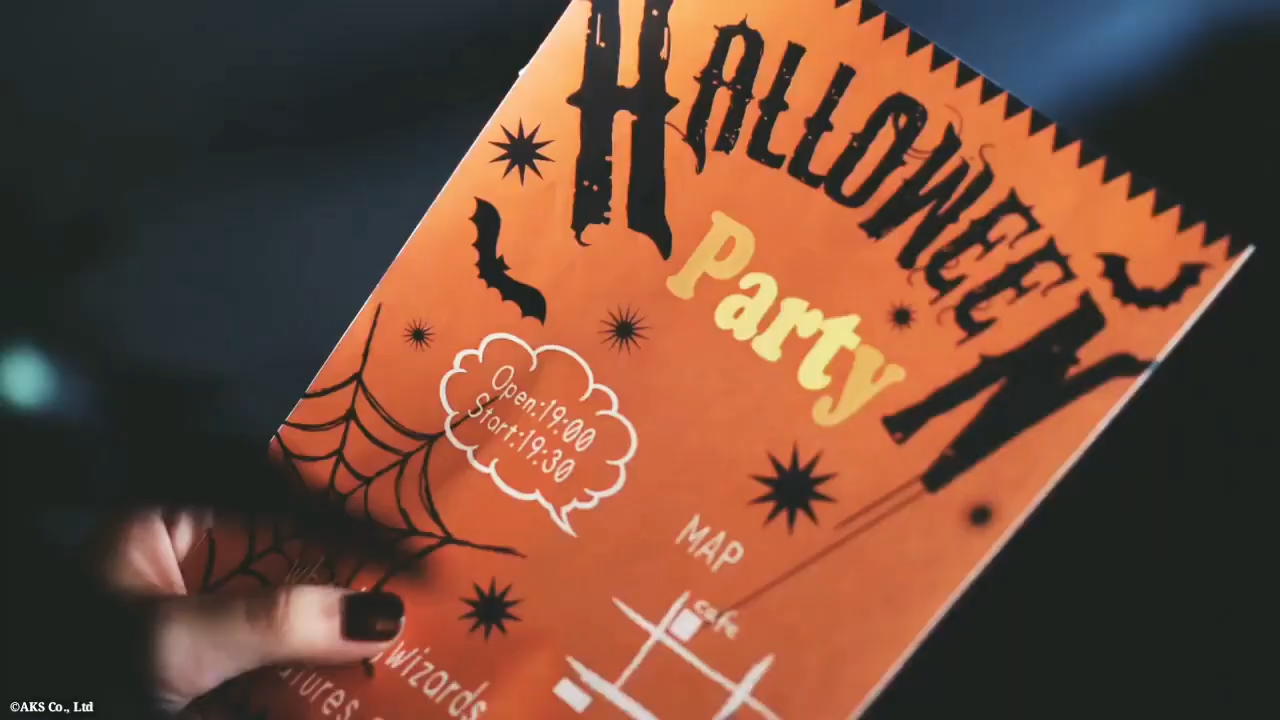 HALLOWEEN
Party
Open:19:00
Start:19:30
MAP
cafe
wizards
©AKS Co., Ltd